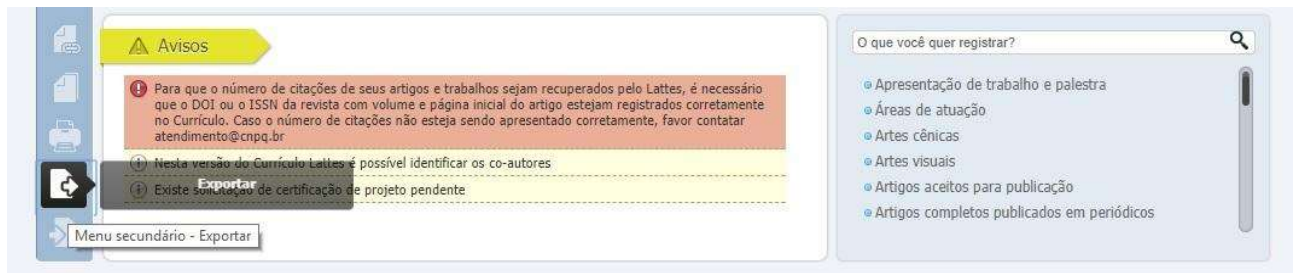 Avisos
Para que o número de citações de seus artigos e trabalhos sejam recuperados pelo Lattes, é necessário
que o DOI ou o ISSN da revista com volume e página inicial do artigo estejam registrados corretamente
no Currículo. Caso o número de citações não esteja sendo apresentado corretamente, favor contatar
atendimento@cnpq.br
Nesta versão do Currículo Lattes é possível identificar os co-autores
Existe solicitação de certificação de projeto pendente
Exportar
Menu secundário - Exportar
O que você quer registrar?
Apresentação de trabalho e palestra
Áreas de atuação
Artes cênicas
Artes visuais
Artigos aceitos para publicação
Artigos completos publicados em periódicos